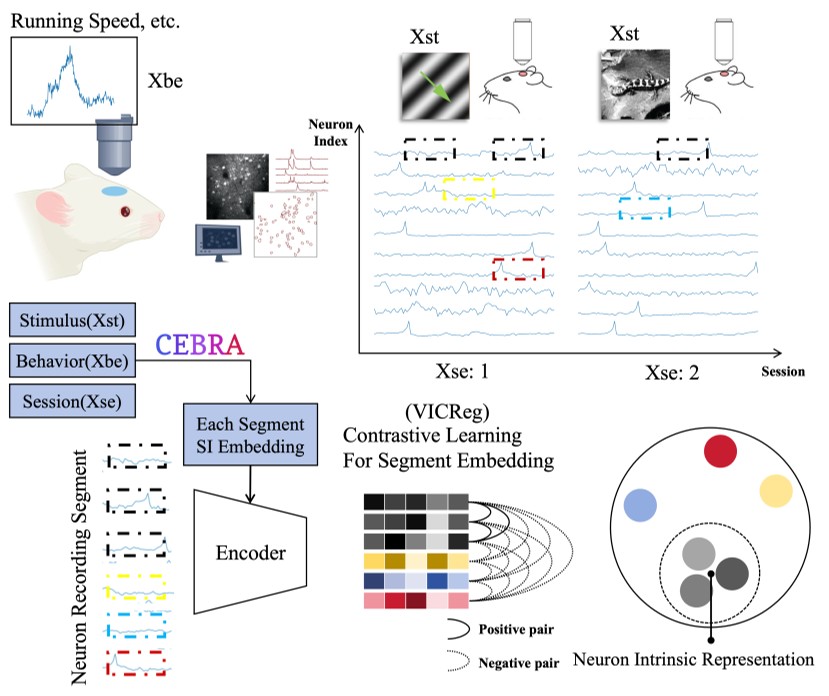 Running Speed, etc.
Xbe
Xst
Xst
Neuron
Index
Stimulus(Xst)
Behavior(Xbe)
Session(Xse)
CEBRA
Each Segment
SI Embedding
Encoder
Neuron Recording Segment
Xse: 1
Xse: 2
Session
(VICReg)
Contrastive Learning
For Segment Embedding
Positive pair
Negative pair
Neuron Intrinsic Representation